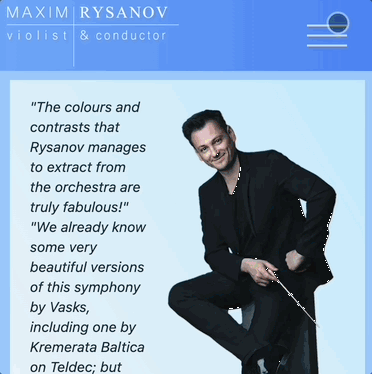 MAXIM RYSANOV
violist & conductor
"The colours and
contrasts that
Rysanov manages
to extract from
the orchestra are
truly fabulous!"
"We already know
some very
beautiful versions
of this symphony
by Vasks,
including one by
Kremerata Baltica
on Teldec; but